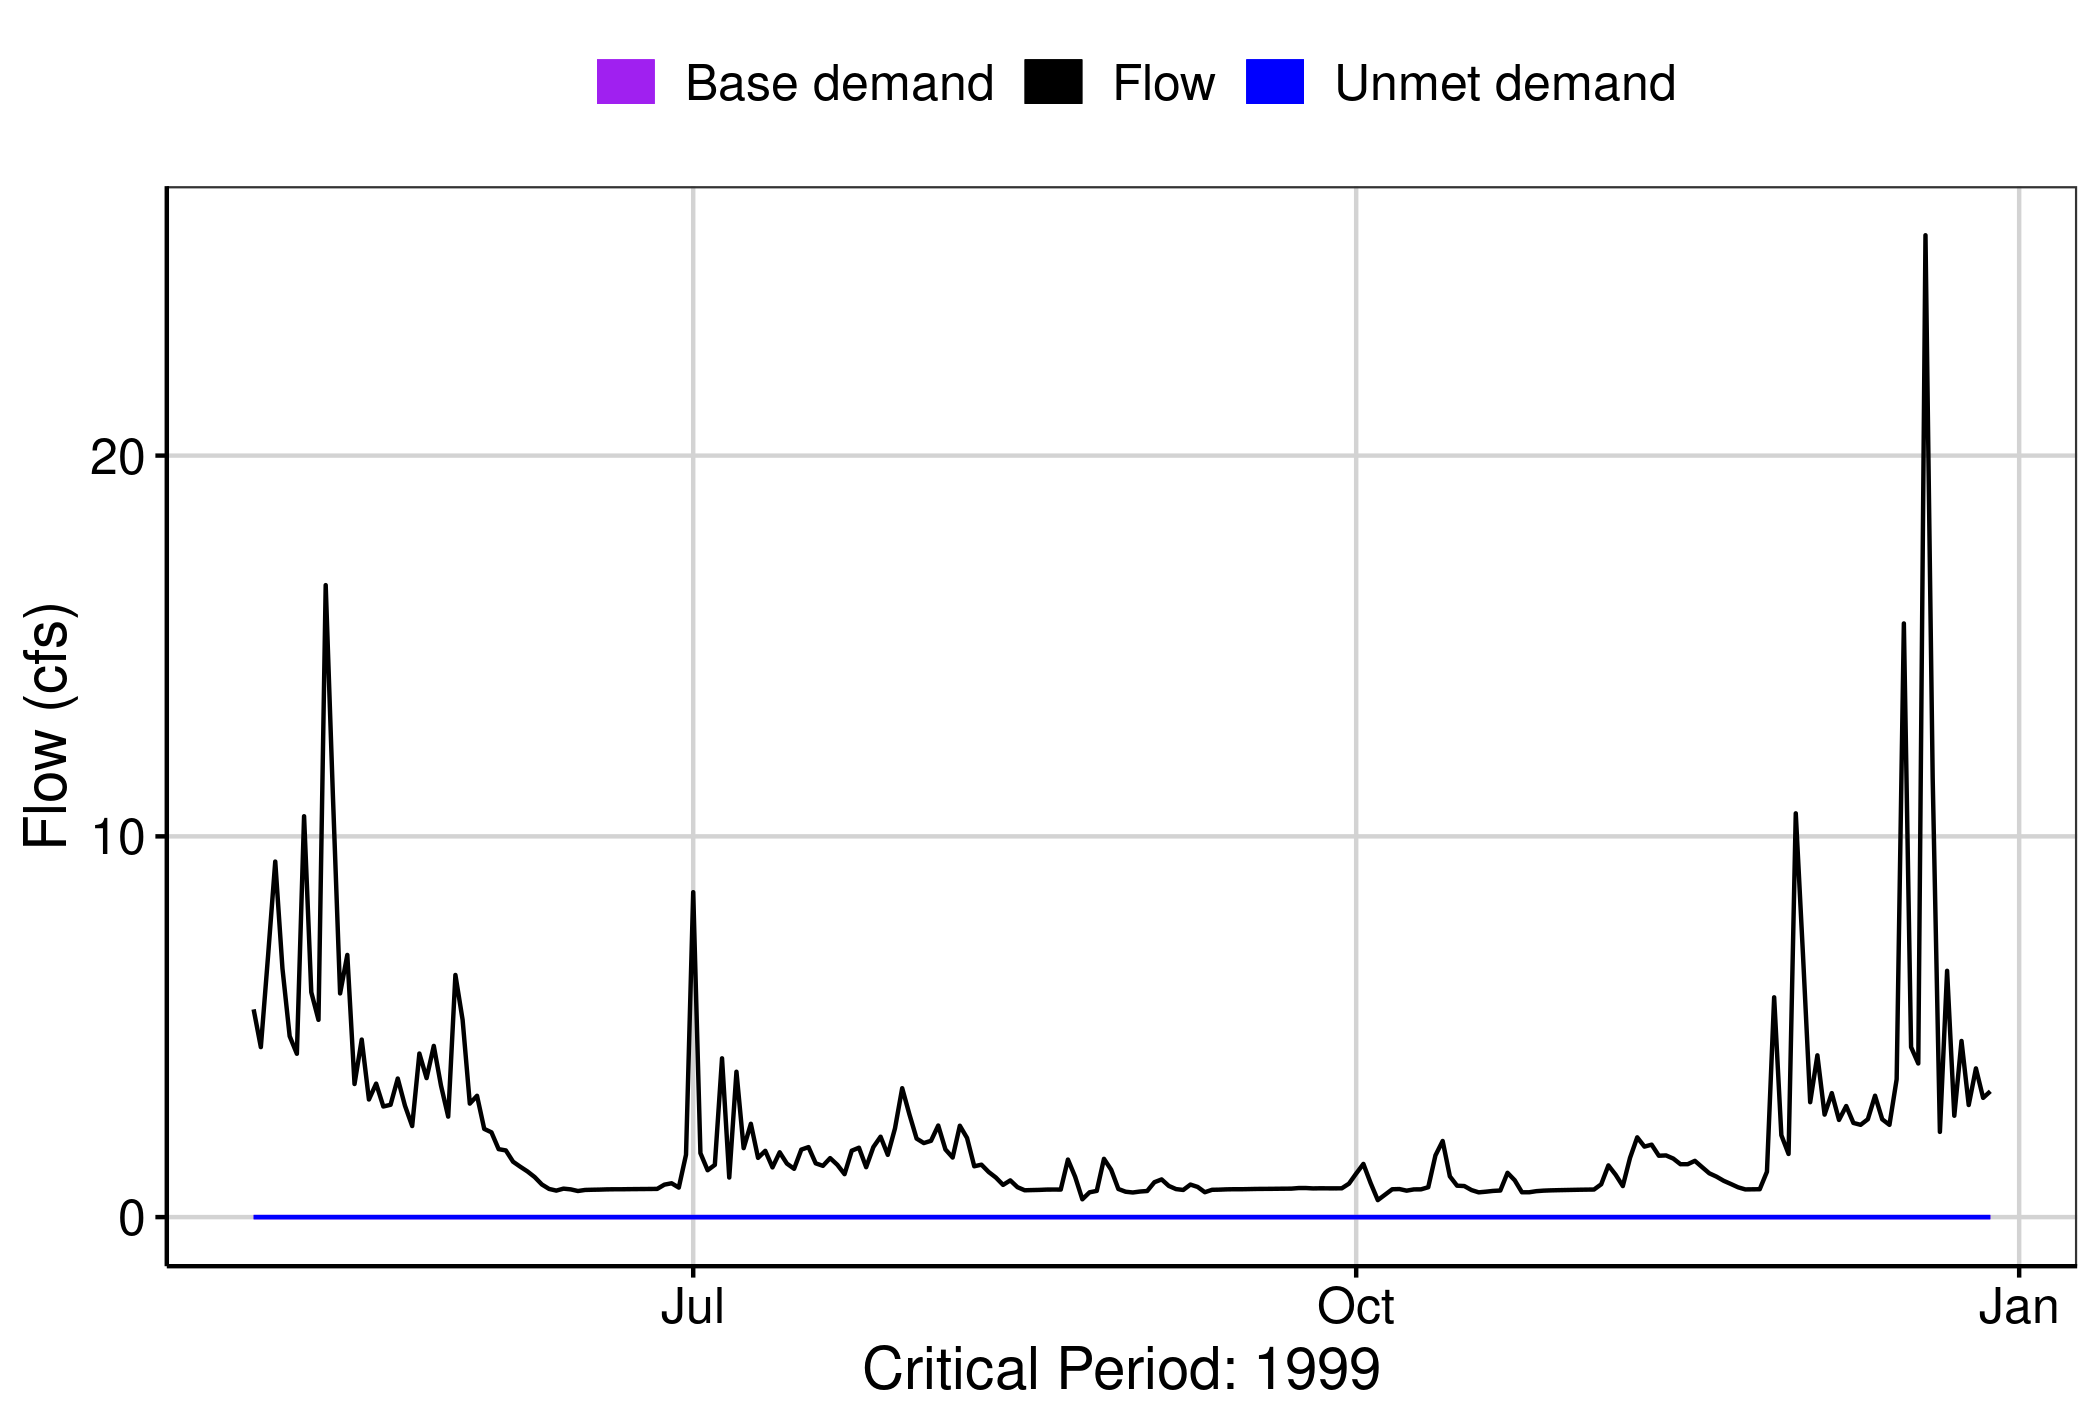 Base demand Flow Unmet demand
20
10
0
Flow (cfs)
Jul Oct Jan
Critical Period: 1999